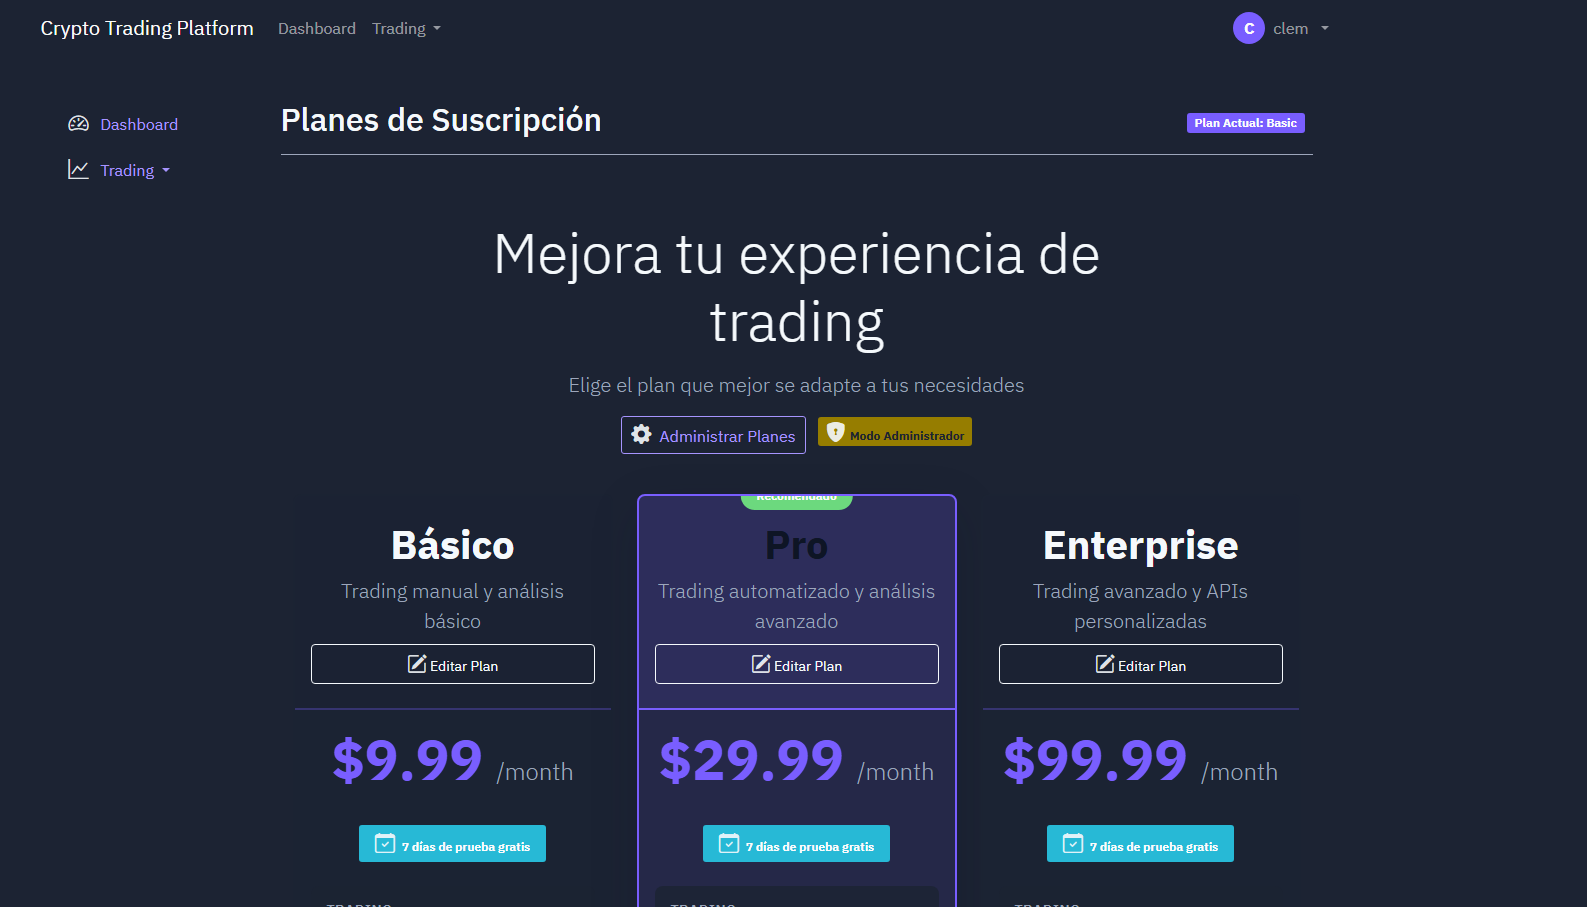 Crypto Trading Platform Dashboard Trading C clem
Dashboard
Trading
Planes de Suscripción
Plan Actual: Basic
Mejora tu experiencia de
trading
Elige el plan que mejor se adapte a tus necesidades
Administrar Planes Modo Administrador
Básico
Trading manual y análisis
básico
Editar Plan
$9.99 /month
7 días de prueba gratis
TRADING
Recomendado
Pro
Trading automatizado y análisis
avanzado
Editar Plan
$29.99 /month
7 días de prueba gratis
TRADING
Enterprise
Trading avanzado y APIs
personalizadas
Editar Plan
$99.99 /month
7 días de prueba gratis
TRADING